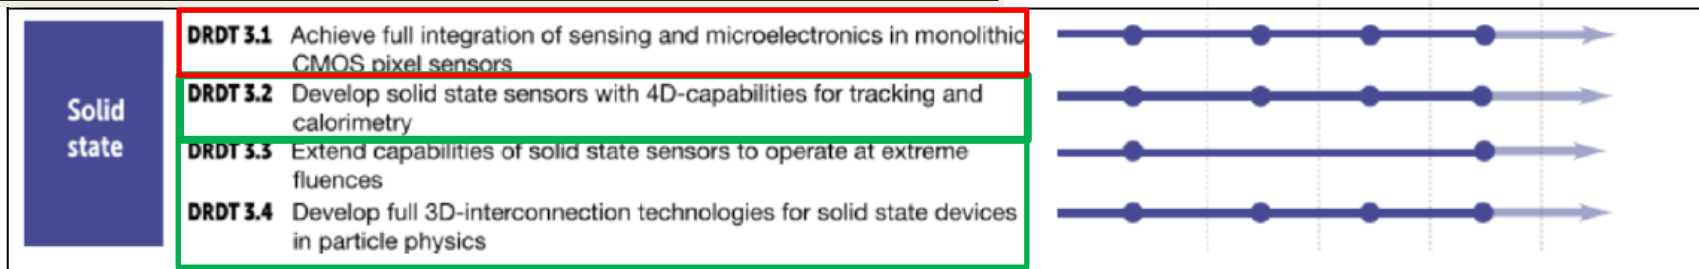 Solid
state
DRDT 3.1 Achieve full integration of sensing and microelectronics in monolithic
CMOS pixel sensors
DRDT 3.2 Develop solid state sensors with 4D-capabilities for tracking and
calorimetry
DRDT 3.3 Extend capabilities of solid state sensors to operate at extreme
fluences
DRDT 3.4 Develop full 3D-interconnection technologies for solid state devices
in particle physics